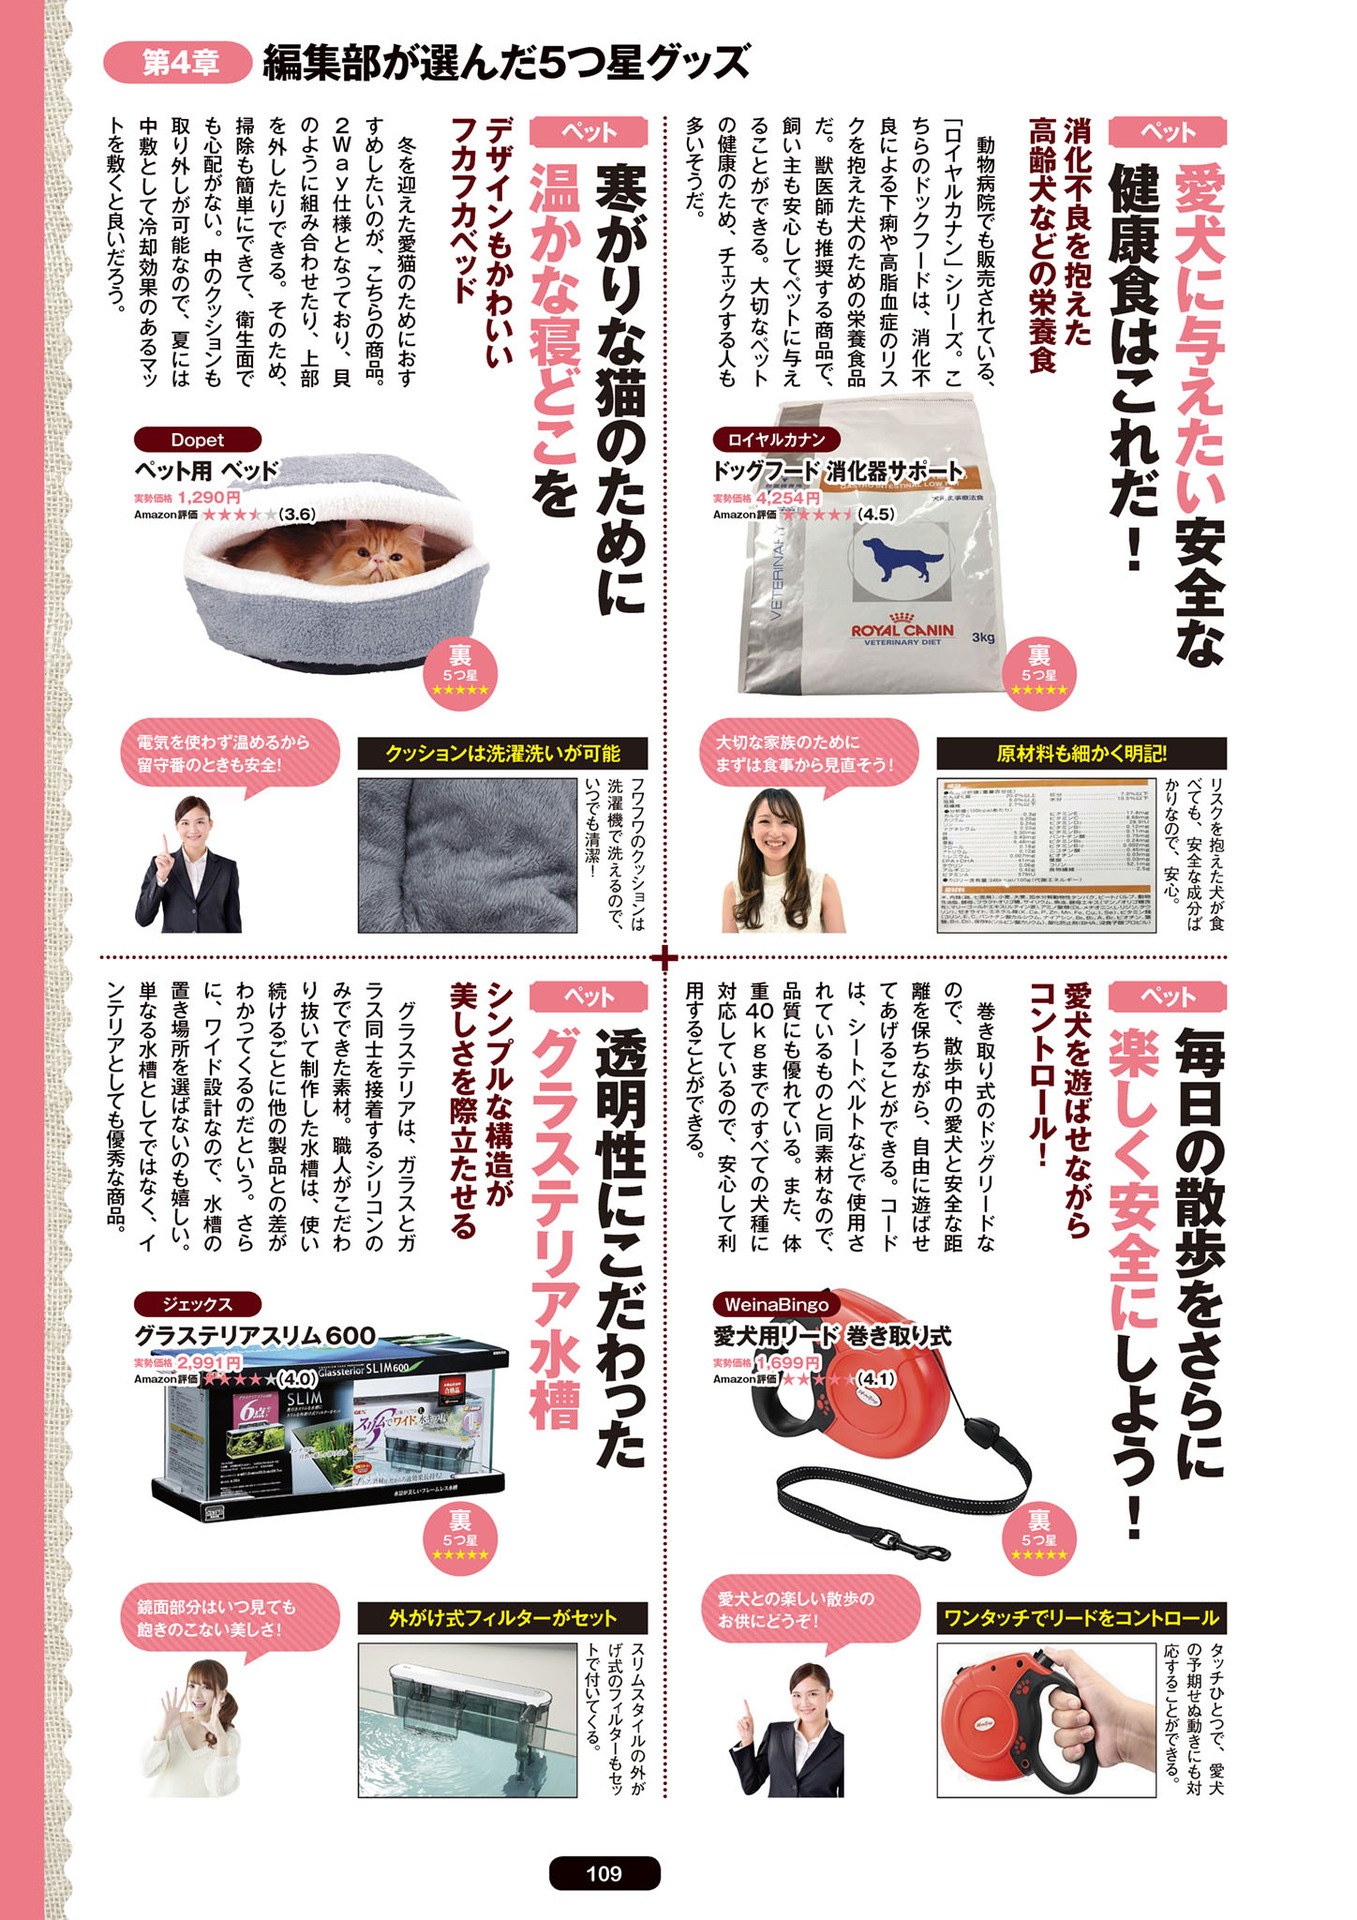 第4章 編集部が選んだ5つ星グッズ
ペット
愛犬に与えたい安全な
健康食はこれだ！
消化不良を抱えた
高齢犬などの栄養食
動物病院でも販売されている、
「ロイヤルカナン」シリーズ。こ
ちらのドックフードは、消化不
良による下痢や高脂血症のリス
クを抱えた犬のための栄養食品
だ。獣医師も推奨する商品で、
飼い主も安心してペットに与え
ることができる。大切なペット
の健康のため、チェックする人も
多いそうだ。
ロイヤルカナン
ドッグフード 消化器サポート
実勢価格 4,254円
Amazon評価 ★★★★★(4.5)
ROYAL CANIN
VETERINARY DIET
3kg
裏
5つ星
★★★★★
大切な家族のために
まずは食事から見直そう！
原材料も細かく明記!
リスクを抱えた犬が食
べても、安全な成分ば
かりなので、安心。
ペット
寒がりな猫のために
温かな寝どこを
デザインもかわいい
フカフカベッド
冬を迎えた愛猫のためにおす
すめしたいのが、こちらの商品。
2Way仕様となっており、貝
のように組み合わせたり、上部
を外したりできる。そのため、
掃除も簡単にできて、衛生面で
も心配がない。中のクッションも
取り外しが可能なので、夏には
中敷として冷却効果のあるマッ
トを敷くと良いだろう。
Dopet
ペット用 ベッド
実勢価格 1,290円
Amazon評価 ★★★★★(3.6)
裏
5つ星
★★★★★
電気を使わず温めるから
留守番のときも安全！
クッションは洗濯洗いが可能
フワフワのクッションは
洗濯機で洗えるので、
いつでも清潔！
ペット
毎日の散歩をさらに
楽しく安全にしよう！
愛犬を遊ばせながら
コントロール！
巻き取り式のドッグリードな
ので、散歩中の愛犬と安全な距
離を保ちながら、自由に遊ばせ
てあげることができる。コード
は、シートベルトなどで使用さ
れているものと同素材なので、
品質にも優れている。また、体
重40kgまでのすべての犬種に
対応しているので、安心して利
用することができる。
WeinaBingo
愛犬用リード 巻き取り式
実勢価格 1,699円
Amazon評価 ★★★★★(4.1)
裏
5つ星
★★★★★
愛犬との楽しい散歩の
お供にどうぞ！
ワンタッチでリードをコントロール
タッチひとつで、愛犬
の予期せぬ動きにも対
応することができる。
ペット
透明性にこだわった
グラステリア水槽
シンプルな構造が
美しさを際立たせる
グラステリアは、ガラスとガ
ラス同士を接着するシリコンの
みでできた素材。職人がこだわ
り抜いて制作した水槽は、使い
続けるごとに他の製品との差が
わかってくるのだという。さら
に、ワイド設計なので、水槽の
置き場所を選ばないのも嬉しい。
単なる水槽としてではなく、イ
ンテリアとしても優秀な商品。
ジェックス
グラステリアスリム600
実勢価格 2,991円
Amazon評価 ★★★★★(4.0)
Glassterior SLIM600
SLIM
6点
スリムでワイド
裏
5つ星
★★★★★
鏡面部分はいつ見ても
飽きのこない美しさ！
外がけ式フィルターがセット
スリムスタイルの外が
げ式のフィルターもセッ
トで付いてくる。
109